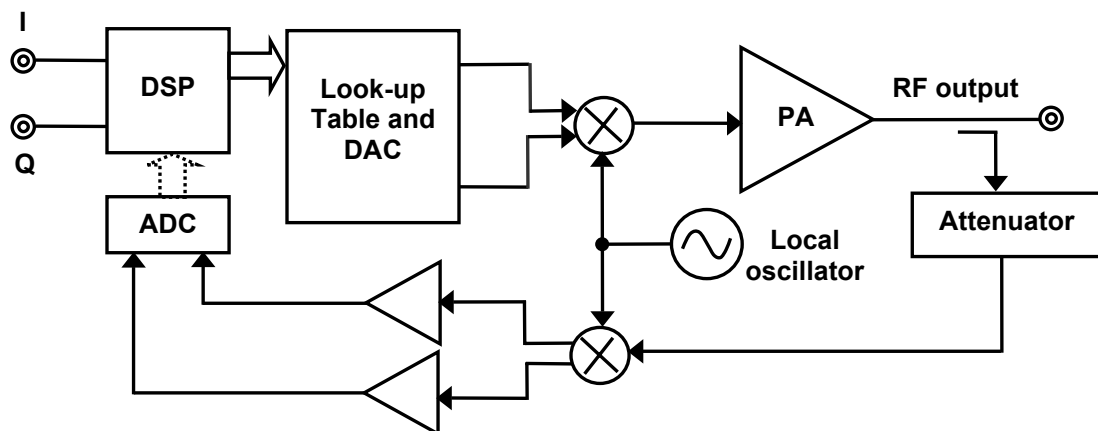 I
DSP
Q
Look-up
Table and
DAC
PA
RF output
ADC
Local
oscillator
Attenuator